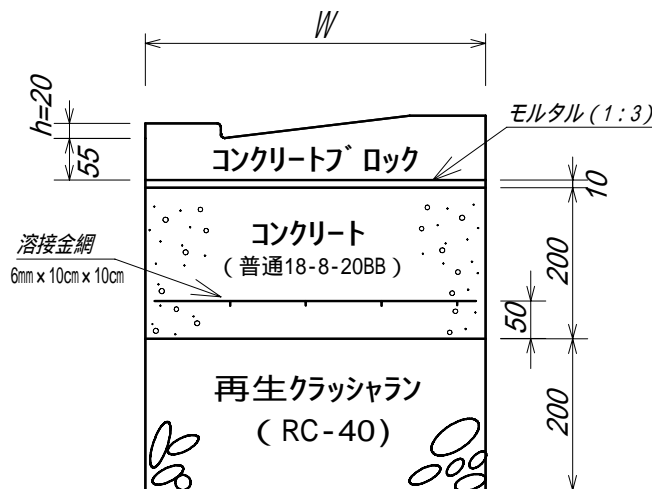 W
h=20
55
モルタル（1：3）
コンクリートブロック
10
コンクリート
（普通18-8-20BB）
200
溶接金網
6mm×10cm×10cm
50
再生クラッシャラン
（RC-40）
200